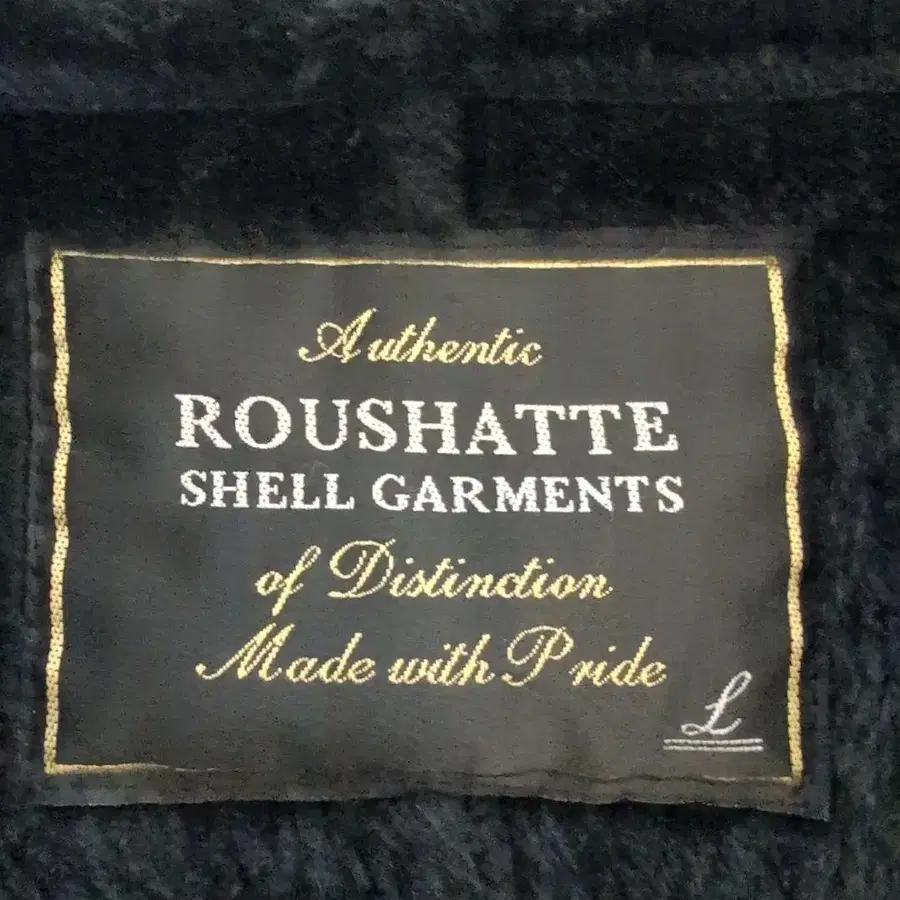 Authentic
ROUSHATTE
SHELL GARMENTS
of Distinction
Made with Pride
L